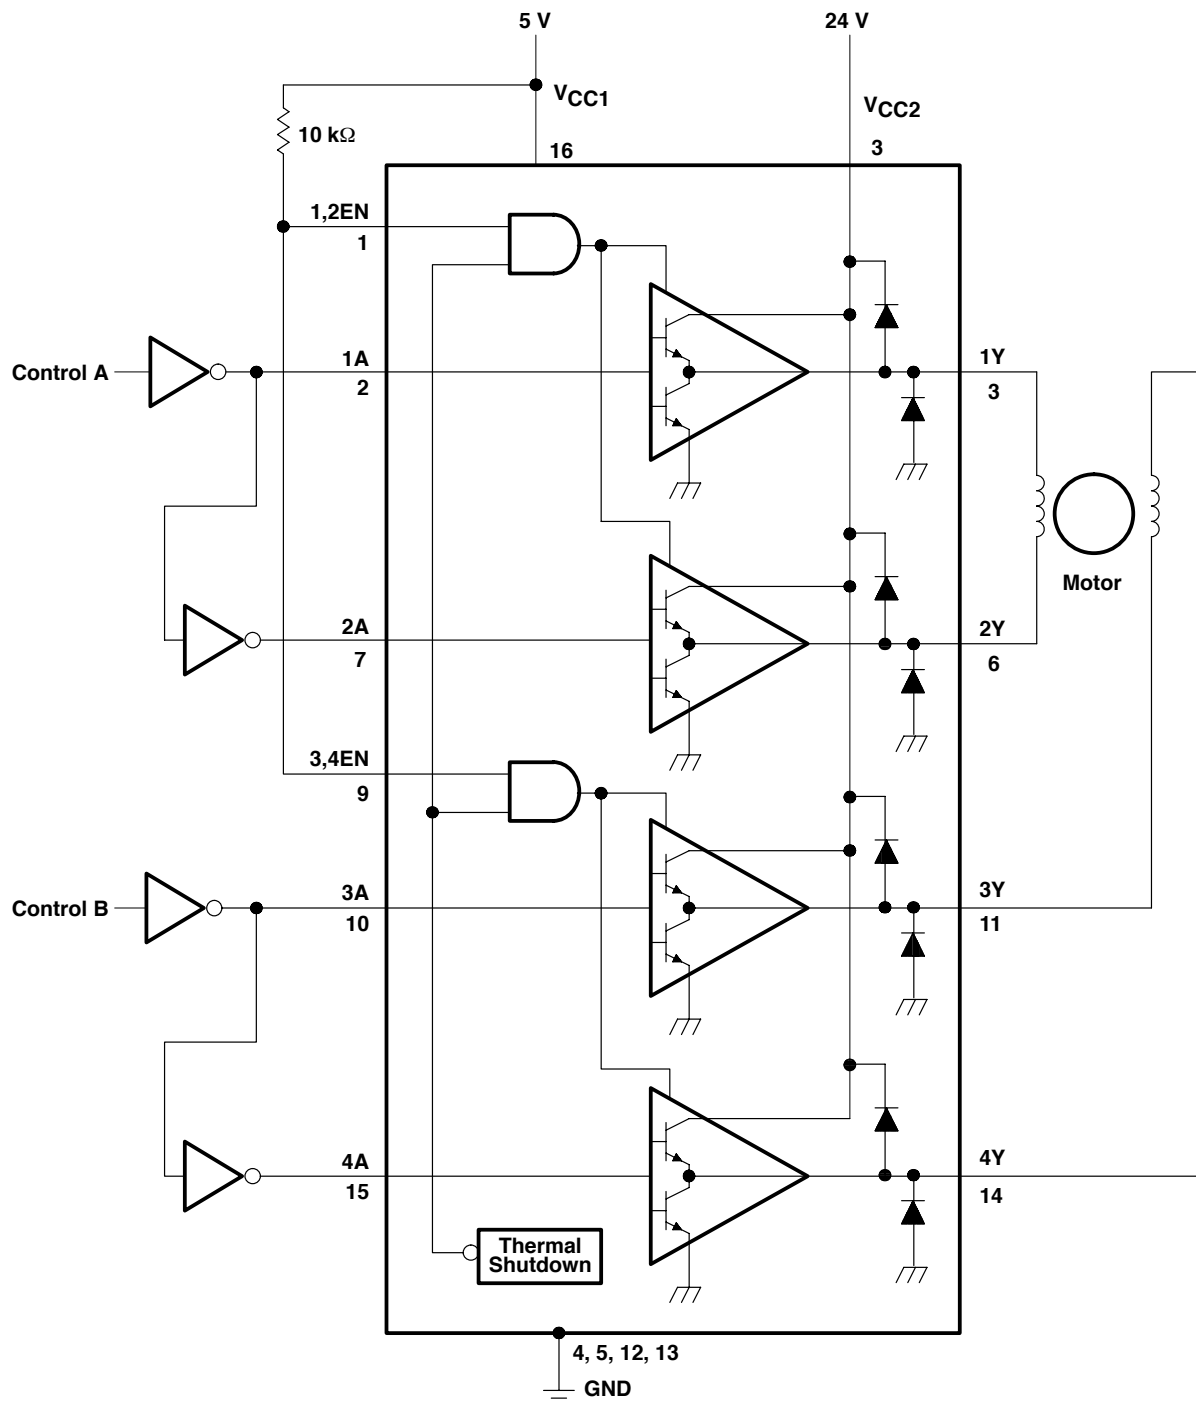 5 V
24 V
VCC1
VCC2
10 kΩ
16
3
1,2EN
1
Control A
1A
2
1Y
3
Motor
2A
7
2Y
6
3,4EN
9
Control B
3A
10
3Y
11
4A
15
4Y
14
Thermal
Shutdown
4, 5, 12, 13
GND